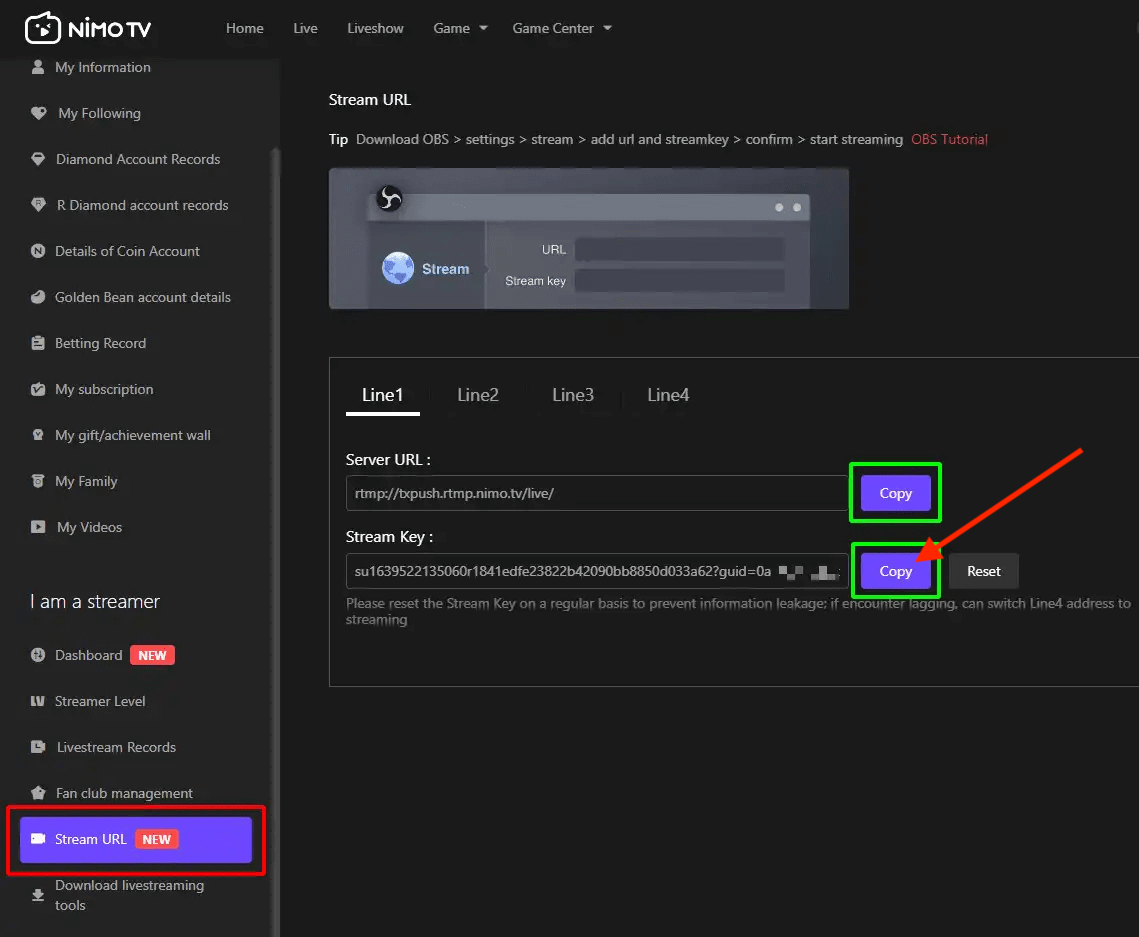 NIMO TV
Home Live Liveshow Game Game Center
My Information
My Following
Diamond Account Records
R Diamond account records
Details of Coin Account
Golden Bean account details
Betting Record
My subscription
My gift/achievement wall
My Family
My Videos
I am a streamer
Dashboard NEW
Streamer Level
Livestream Records
Fan club management
Stream URL NEW
Download livestreaming
tools
Stream URL
Tip Download OBS > settings > stream > add url and streamkey > confirm > start streaming OBS Tutorial
URL
Stream
Stream key
Line1 Line2 Line3 Line4
Server URL :
rtmp://txpush.rtmp.nimo.tv/live/ Copy
Stream Key :
su1639522135060r1841edfe23822b42090bb8850d033a62?guid=0a Copy Reset
Please reset the Stream Key on a regular basis to prevent information leakage; if encounter lagging, can switch Line4 address to
streaming